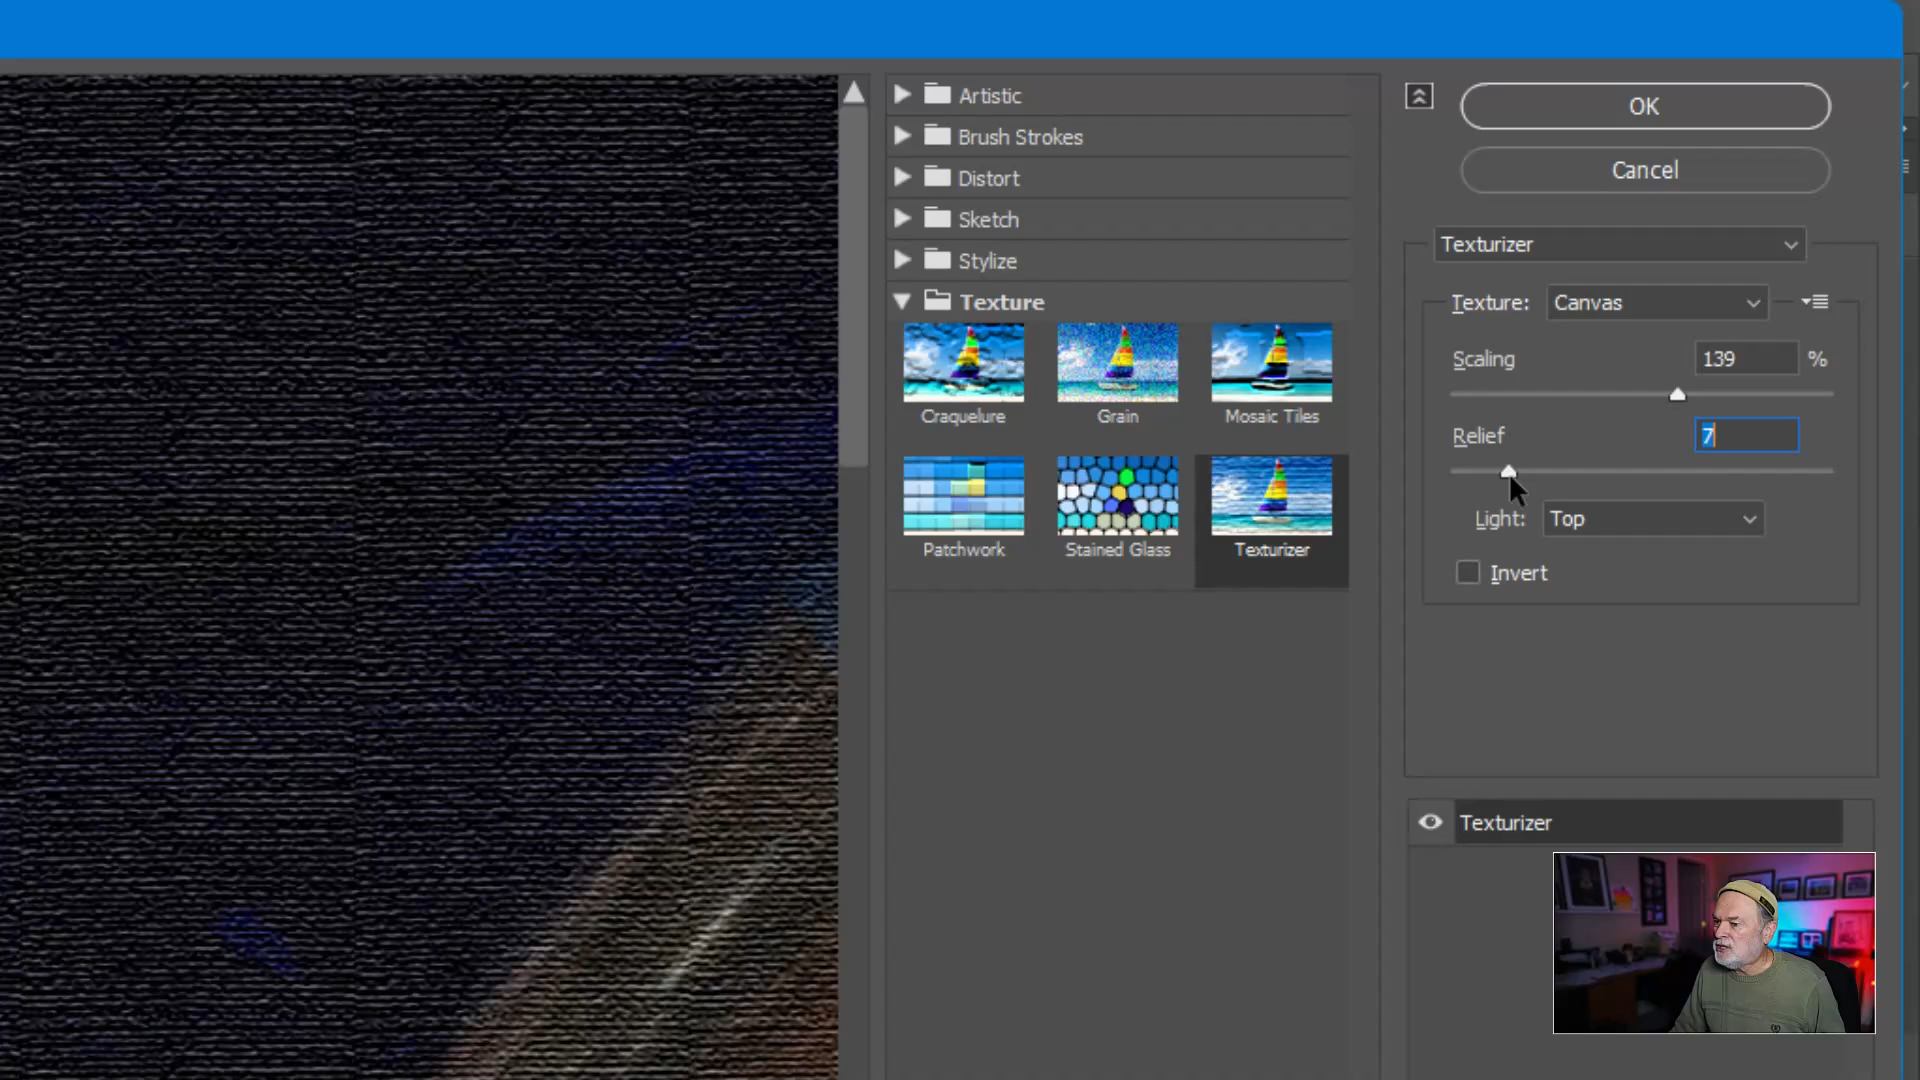 Artistic
Brush Strokes
Distort
Sketch
Stylize
Texture
Craquelure Grain Mosaic Tiles
Patchwork Stained Glass Texturizer
OK
Cancel
Texturizer
Texture: Canvas
Scaling 139 %
Relief 7
Light: Top
Invert
Texturizer